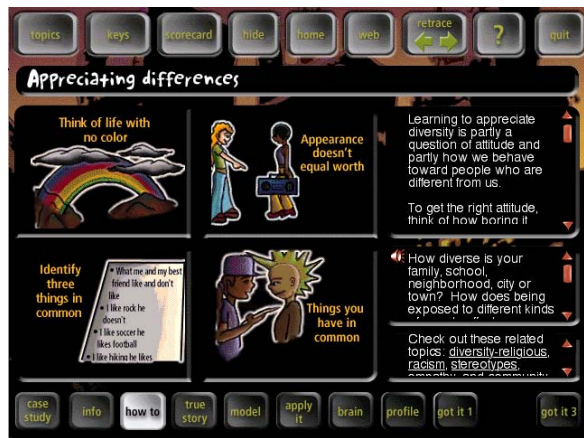 topics
keys
scorecard
hide
home
web
retrace
?
quit
Appreciating differences
Think of life with
no color
Appearance
doesn't
equal worth
Identify
three
things in
common
• What me and my best
friend like and don't
like
• I like rock he
doesn't
• I like soccer he
likes football
• I like hiking he likes
Things you
have in
common
Learning to appreciate
diversity is partly a
question of attitude and
partly how we behave
toward people who are
different from us.
To get the right attitude,
think of how boring it
How diverse is your
family, school,
neighborhood, city or
town? How does being
exposed to different kinds
Check out these related
topics: diversity-religious,
racism, stereotypes,
empathy, and community
case
study
info
how to
true
story
model
apply
it
brain
profile
got it 1
got it 3